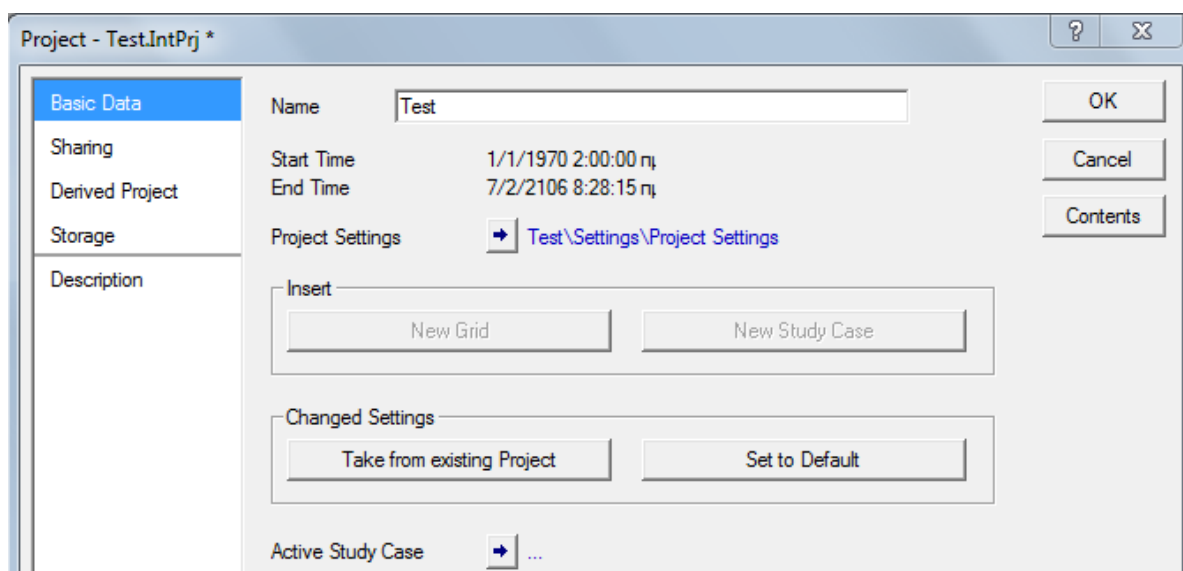 Project - Test.IntPrj *
Basic Data
Sharing
Derived Project
Storage
Description
Name Test
Start Time 1/1/1970 2:00:00 πμ
End Time 7/2/2106 8:28:15 πμ
Project Settings Test\Settings\Project Settings
Insert
New Grid New Study Case
Changed Settings
Take from existing Project Set to Default
Active Study Case ...
OK
Cancel
Contents